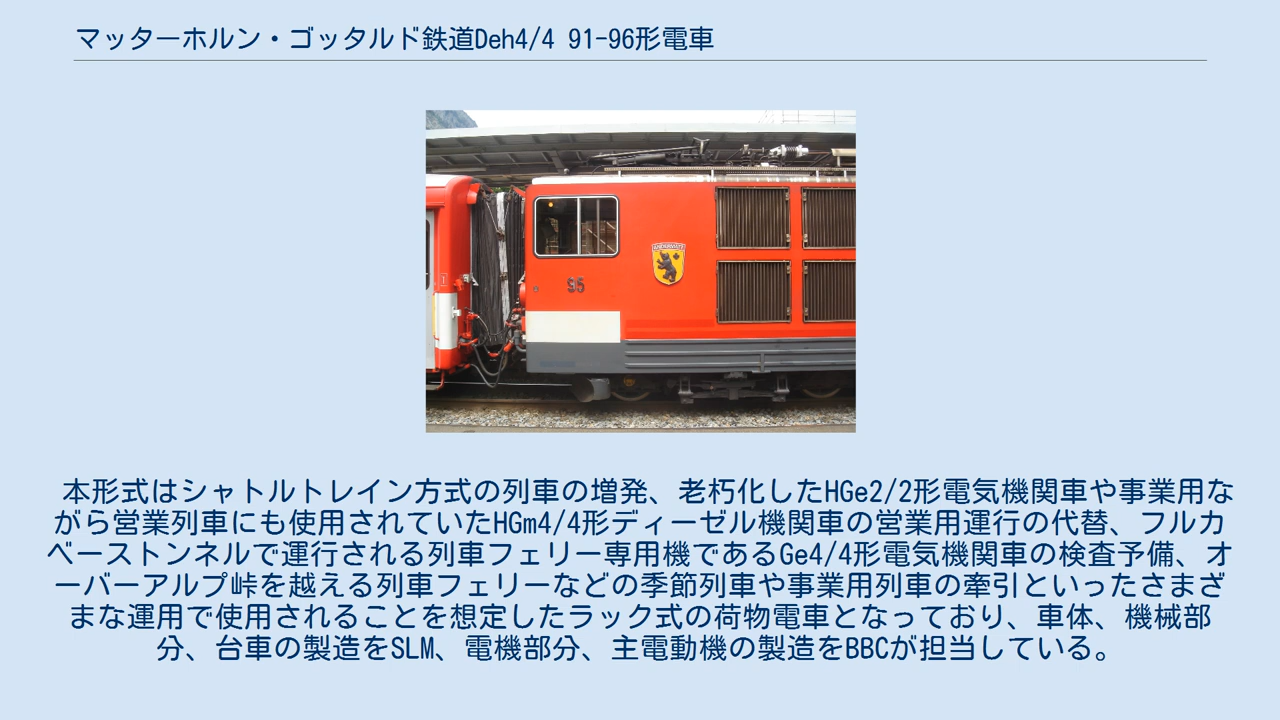 マッターホルン・ゴッタルド鉄道Deh4/4 91-96形電車
ANDERMATT
95
1
本形式はシャトルトレイン方式の列車の増発、老朽化したHGe2/2形電気機関車や事業用な
がら営業列車にも使用されていたHGm4/4形ディーゼル機関車の営業用運行の代替、フルカ
ベーストンネルで運行される列車フェリー専用機であるGe4/4形電気機関車の検査予備、オ
ーバーアルプ峠を越える列車フェリーなどの季節列車や事業用列車の牽引といったさまざ
まな運用で使用されることを想定したラック式の荷物電車となっており、車体、機械部
分、台車の製造をSLM、電機部分、主電動機の製造をBBCが担当している。